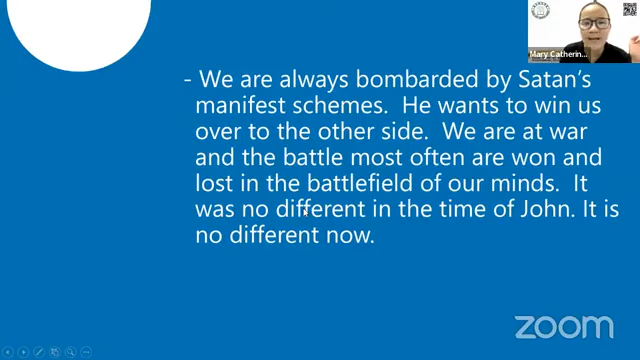 Mary Catherin...
- We are always bombarded by Satan's
manifest schemes. He wants to win us
over to the other side. We are at war
and the battle most often are won and
lost in the battlefield of our minds. It
was no different in the time of John. It is
no different now.
zoom